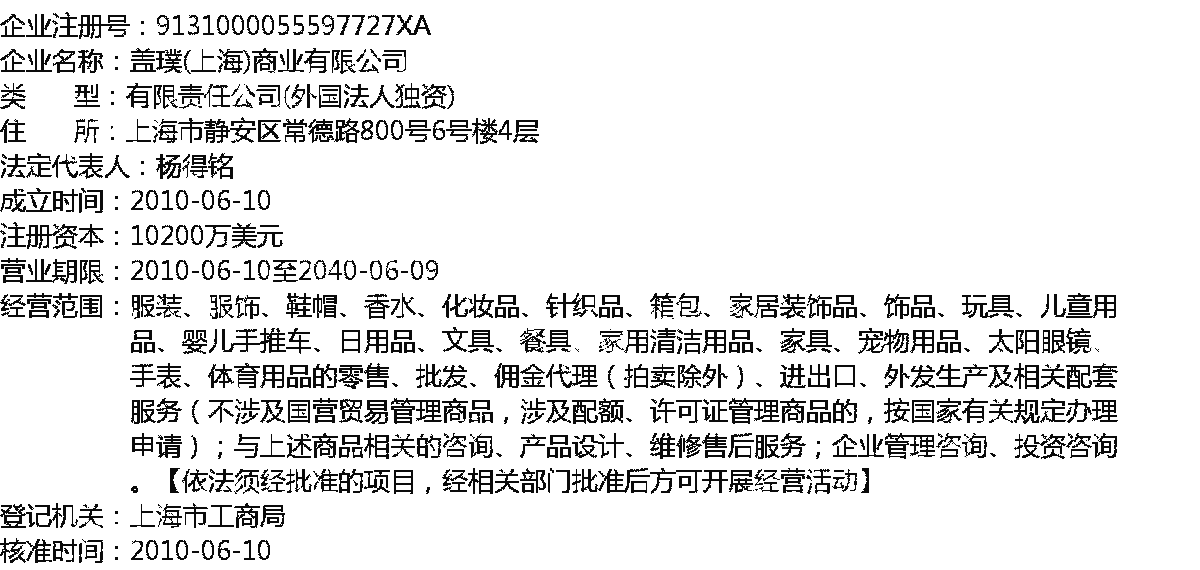 企业注册号：9131000055597727XA
企业名称：盖璞(上海)商业有限公司
类 型：有限责任公司(外国法人独资)
住 所：上海市静安区常德路800号6号楼4层
法定代表人：杨得铭
成立时间：2010-06-10
注册资本：10200万美元
营业期限：2010-06-10至2040-06-09
经营范围：服装、服饰、鞋帽、香水、化妆品、针织品、箱包、家居装饰品、饰品、玩具、儿童用
品、婴儿手推车、日用品、文具、餐具、家用清洁用品、家具、宠物用品、太阳眼镜、
手表、体育用品的零售、批发、佣金代理（拍卖除外）、进出口、外发生产及相关配套
服务（不涉及国营贸易管理商品，涉及配额、许可证管理商品的，按国家有关规定办理
申请）；与上述商品相关的咨询、产品设计、维修售后服务；企业管理咨询、投资咨询
。【依法须经批准的项目，经相关部门批准后方可开展经营活动】
登记机关：上海市工商局
核准时间：2010-06-10